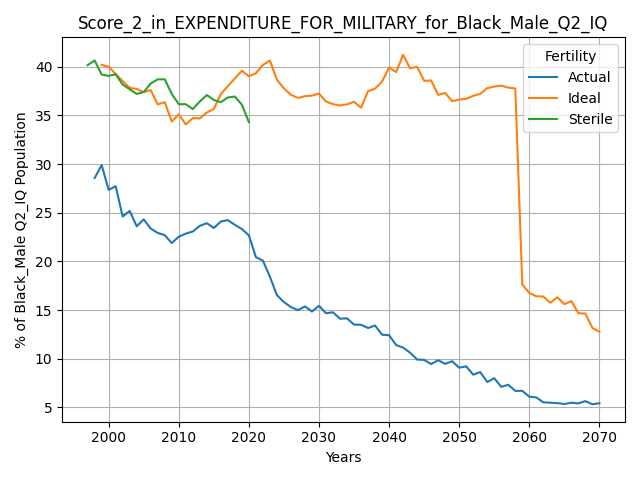 Score_2_in_EXPENDITURE_FOR_MILITARY_for_Black_Male_Q2_IQ
% of Black_Male Q2_IQ Population
40
35
30
25
20
15
10
5
Fertility
Actual
Ideal
Sterile
2000 2010 2020 2030 2040 2050 2060 2070
Years